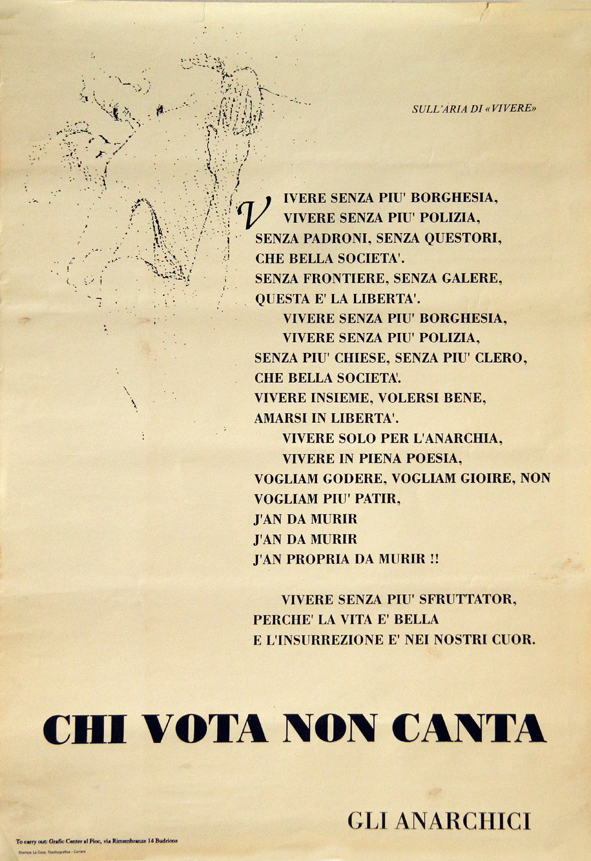 SULL'ARIA DI «VIVERE»
VIVERE SENZA PIU' BORGHESIA,
VIVERE SENZA PIU' POLIZIA,
SENZA PADRONI, SENZA QUESTORI,
CHE BELLA SOCIETA'.
SENZA FRONTIERE, SENZA GALERE,
QUESTA E' LA LIBERTA'.
VIVERE SENZA PIU' BORGHESIA,
VIVERE SENZA PIU' POLIZIA,
SENZA PIU' CHIESE, SENZA PIU' CLERO,
CHE BELLA SOCIETA'.
VIVERE INSIEME, VOLERSI BENE,
AMARSI IN LIBERTA'.
VIVERE SOLO PER L'ANARCHIA,
VIVERE IN PIENA POESIA,
VOGLIAM GODERE, VOGLIAM GIOIRE, NON
VOGLIAM PIU' PATIR,
J'AN DA MURIR
J'AN DA MURIR
J'AN PROPRIA DA MURIR !!
VIVERE SENZA PIU' SFRUTTATOR,
PERCHE' LA VITA E' BELLA
E L'INSURREZIONE E' NEI NOSTRI CUOR.
CHI VOTA NON CANTA
GLI ANARCHICI
To carry out: Grafic Center al Fioc, via Rimembranze 14 Budrione